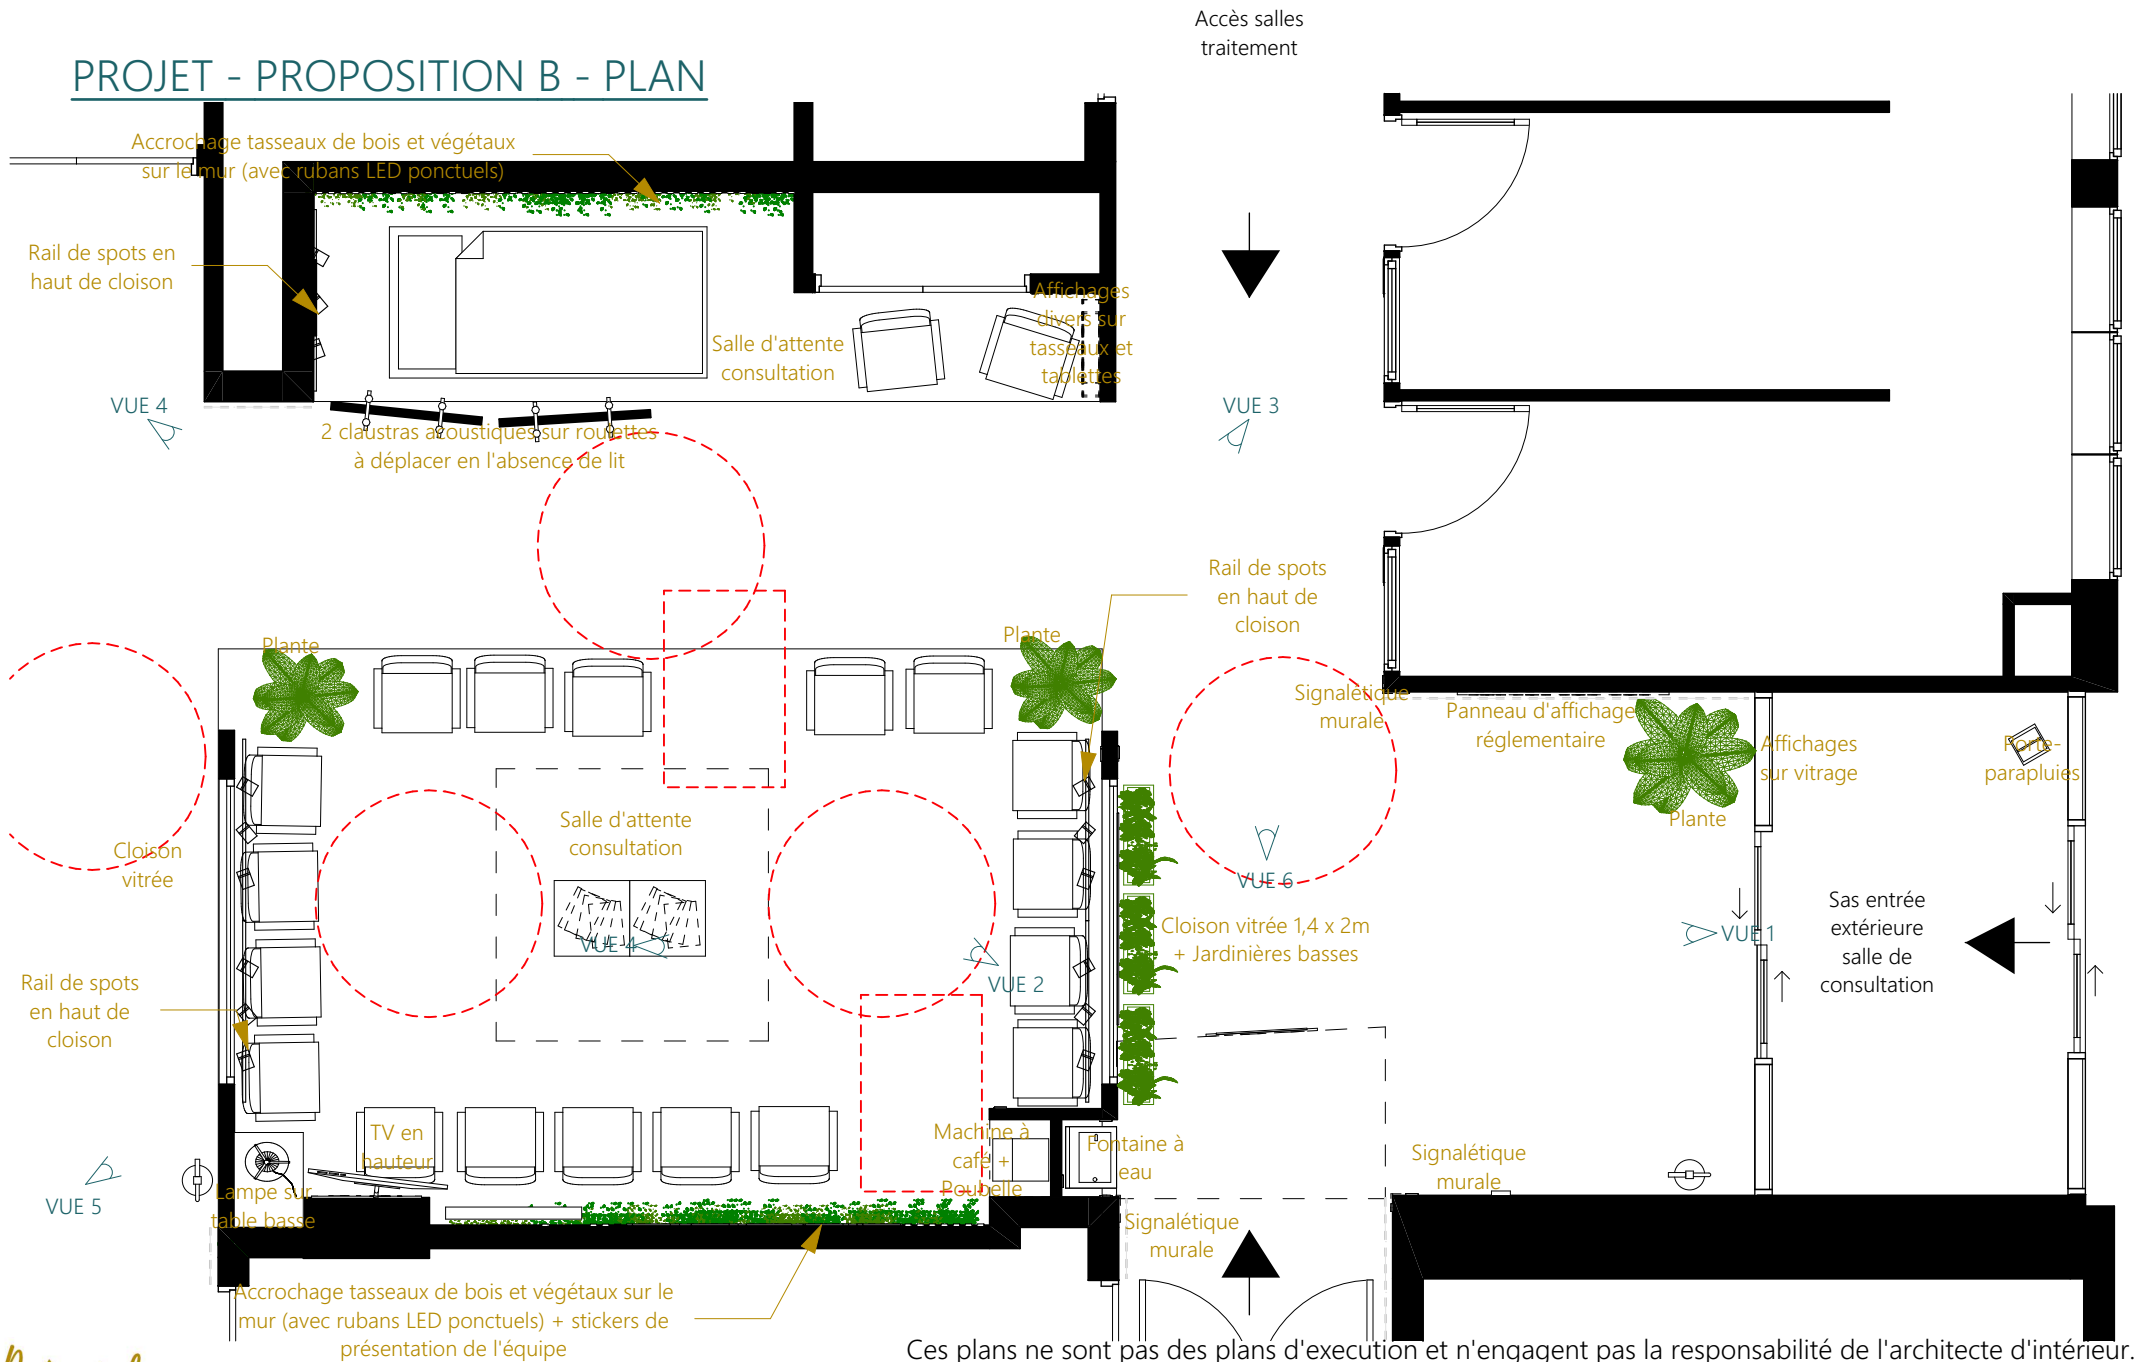 Accès salles
traitement
PROJET - PROPOSITION B - PLAN
Accrochage tasseaux de bois et végétaux
sur le mur (avec rubans LED ponctuels)
Rail de spots en
haut de cloison
Affichages
divers sur
tasseaux et
tablettes
Salle d'attente
consultation
VUE 4
VUE 3
2 claustras acoustiques sur roulettes
à déplacer en l'absence de lit
Rail de spots
en haut de
cloison
Plante
Plante
Signalétique
murale
Panneau d'affichage
réglementaire
Affichages
sur vitrage
Porte-
parapluies
Plante
Salle d'attente
consultation
Cloison
vitrée
VUE 6
Sas entrée
extérieure
salle de
consultation
Cloison vitrée 1,4 x 2m
+ Jardinières basses
VUE 1
VUE 4
VUE 2
Rail de spots
en haut de
cloison
TV en
hauteur
Machine à
café +
Poubelle
Fontaine à
eau
Signalétique
murale
VUE 5
Lampe sur
table basse
Signalétique
murale
Accrochage tasseaux de bois et végétaux sur le
mur (avec rubans LED ponctuels) + stickers de
présentation de l'équipe
Ces plans ne sont pas des plans d'execution et n'engagent pas la responsabilité de l'architecte d'intérieur.